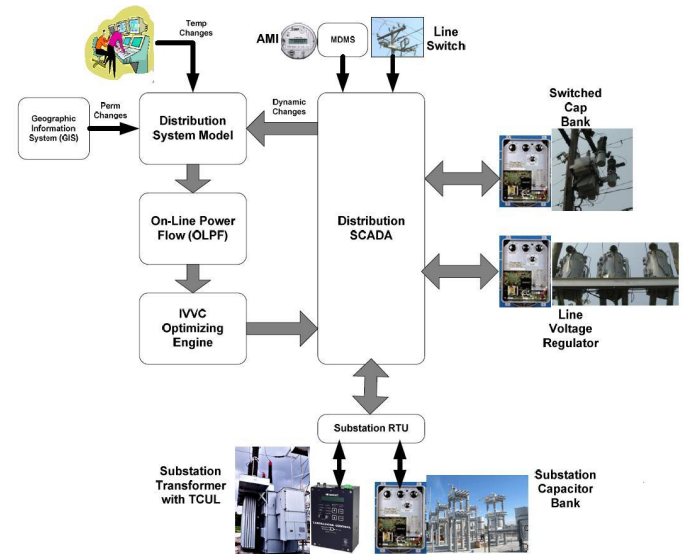 Temp
Changes
AMI
MDMS
Line
Switch
Geographic
Information
System (GIS)
Perm
Changes
Distribution
System Model
Dynamic
Changes
Switched
Cap
Bank
On-Line Power
Flow (OLPF)
Distribution
SCADA
IVVC
Optimizing
Engine
Line
Voltage
Regulator
Substation RTU
Substation
Transformer
with TCUL
Substation
Capacitor
Bank